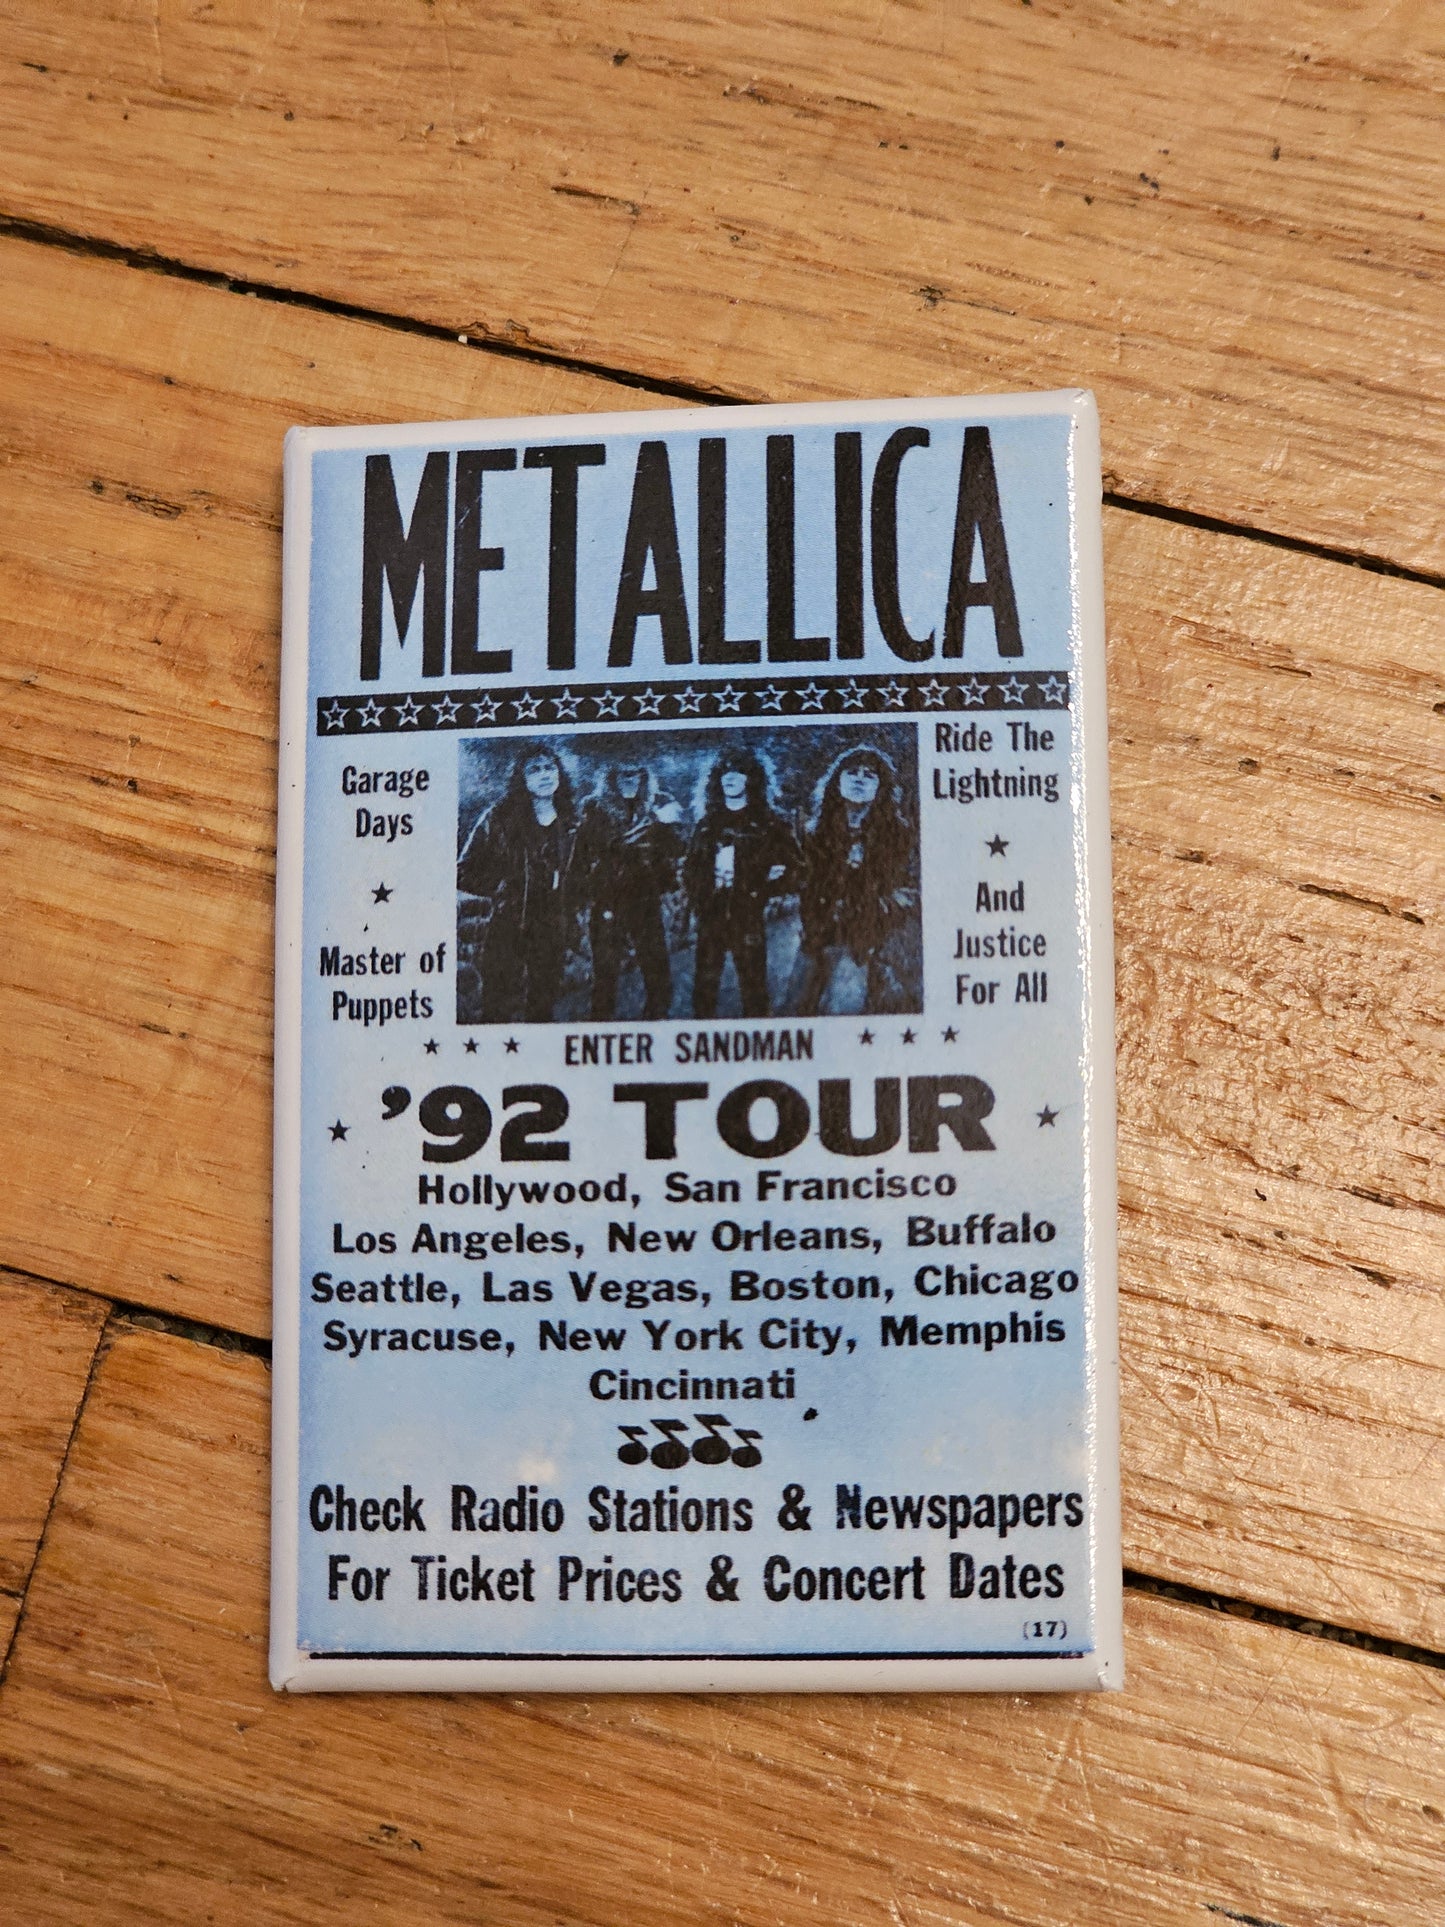 METALLICA
Garage
Days
Master of
Puppets
Ride The
Lightning
And
Justice
For All
ENTER SANDMAN
'92 TOUR
Hollywood, San Francisco
Los Angeles, New Orleans, Buffalo
Seattle, Las Vegas, Boston, Chicago
Syracuse, New York City, Memphis
Cincinnati
Check Radio Stations & Newspapers
For Ticket Prices & Concert Dates
(17)